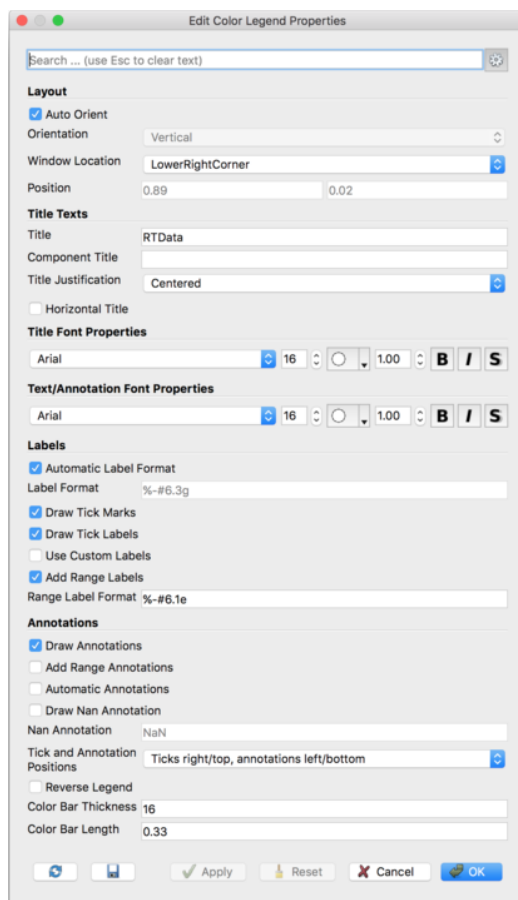 Edit Color Legend Properties
Search ... (use Esc to clear text)
Layout
Auto Orient
Orientation Vertical
Window Location LowerRightCorner
Position 0.89 0.02
Title Texts
Title RTData
Component Title
Title Justification Centered
Horizontal Title
Title Font Properties
Arial 16 1.00 B I S
Text/Annotation Font Properties
Arial 16 1.00 B I S
Labels
Automatic Label Format
Label Format %-#6.3g
Draw Tick Marks
Draw Tick Labels
Use Custom Labels
Add Range Labels
Range Label Format %-#6.1e
Annotations
Draw Annotations
Add Range Annotations
Automatic Annotations
Draw Nan Annotation
Nan Annotation NaN
Tick and Annotation
Positions Ticks right/top, annotations left/bottom
Reverse Legend
Color Bar Thickness 16
Color Bar Length 0.33
Apply Reset Cancel OK